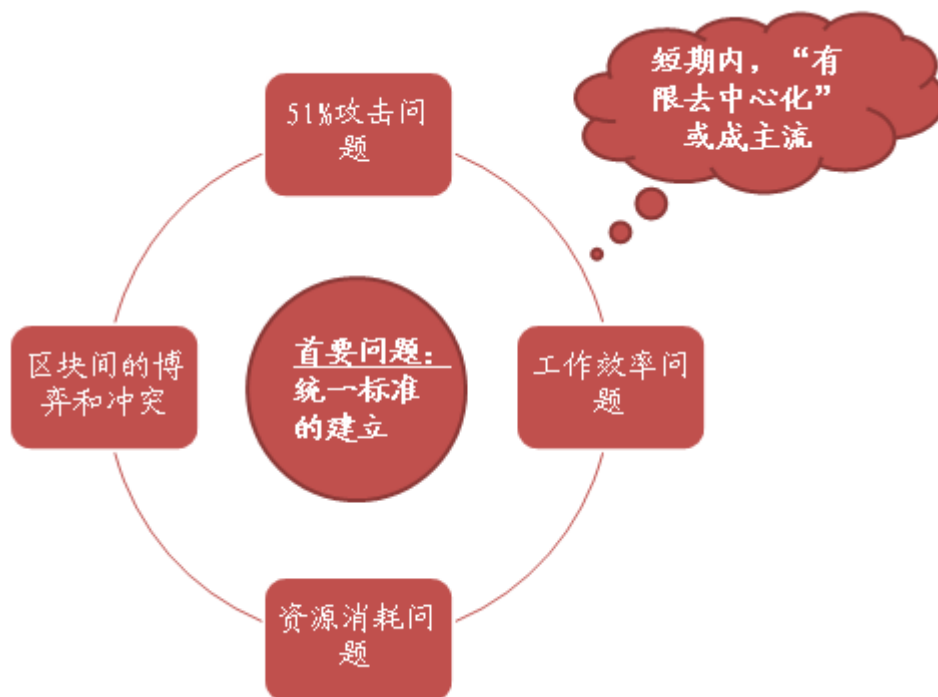 短期内，“有
限去中心化”
或成主流
51%攻击问
题
区块间的博
弈和冲突
首要问题：
统一标准
的建立
工作效率问
题
资源消耗问
题